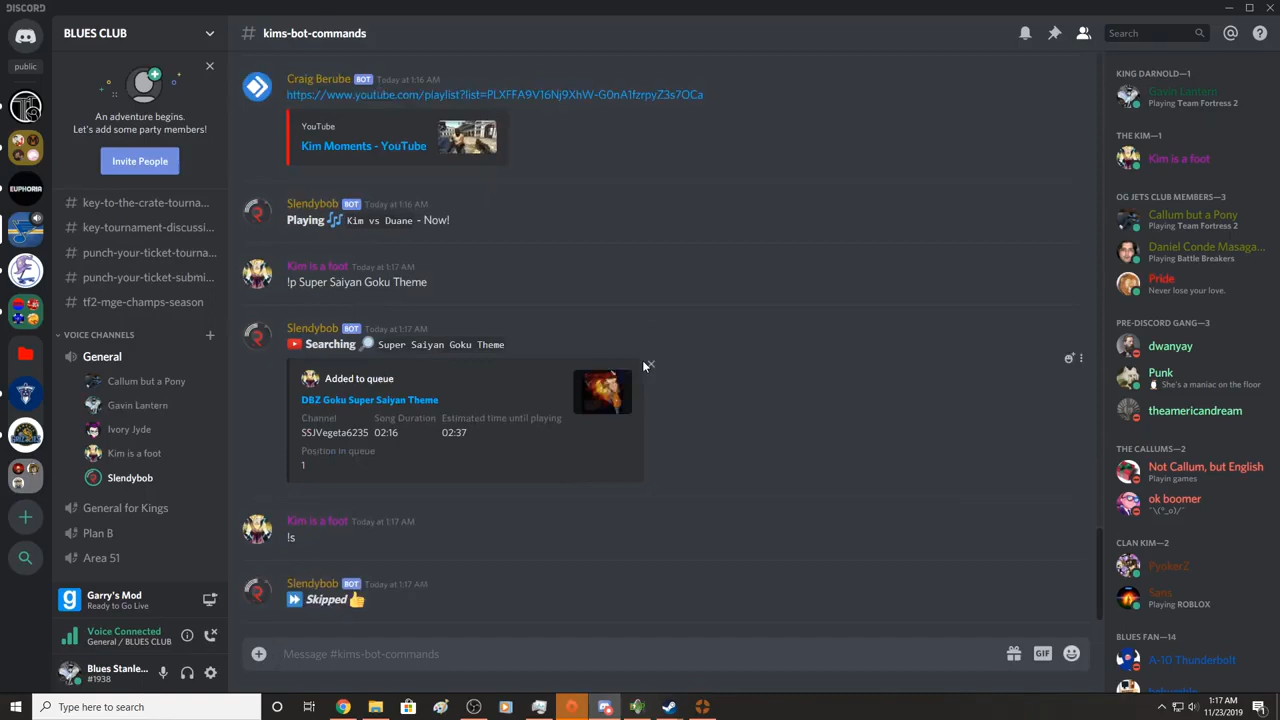 DISCORD
public
EUPHORIA
BLUES CLUB
An adventure begins.
Let's add some party members!
Invite People
key-to-the-crate-tourna...
key-tournament-discussi...
punch-your-ticket-tourna...
punch-your-ticket-submi...
tf2-mge-champs-season
VOICE CHANNELS
General
Callum but a Pony
Gavin Lantern
Ivory Jyde
Kim is a foot
Slendybob
General for Kings
Plan B
Area 51
Garry's Mod
Ready to Go Live
Voice Connected
General / BLUES CLUB
Blues Stanle...
#1938
# kims-bot-commands
Search
Craig Berube BOT Today at 1:16 AM
https://www.youtube.com/playlist?list=PLXFFA9V16Nj9XhW-G0nA1fzrpyZ3s7OCa
YouTube
Kim Moments - YouTube
Slendybob BOT Today at 1:16 AM
Playing 🎶 Kim vs Duane - Now!
Kim is a foot Today at 1:17 AM
!p Super Saiyan Goku Theme
Slendybob BOT Today at 1:17 AM
Searching 🔎 Super Saiyan Goku Theme
Added to queue
DBZ Goku Super Saiyan Theme
Channel Song Duration Estimated time until playing
SSJVegeta6235 02:16 02:37
Position in queue
1
Kim is a foot Today at 1:17 AM
!s
Slendybob BOT Today at 1:17 AM
⏩ Skipped 👍
Message #kims-bot-commands
GIF
KING DARNOLD—1
Gavin Lantern
Playing Team Fortress 2
THE KIM—1
Kim is a foot
OG JETS CLUB MEMBERS—3
Callum but a Pony
Playing Team Fortress 2
Daniel Conde Masaga...
Playing Battle Breakers
Pride
Never lose your love.
PRE-DISCORD GANG—3
dwanyay
Punk
She's a maniac on the floor
theamericandream
THE CALLUMS—2
Not Callum, but English
Playin games
ok boomer
"\(°_o)/"
CLAN KIM—2
PyokerZ
Sans
Playing ROBLOX
BLUES FAN—14
A-10 Thunderbolt
Type here to search
1:17 AM
11/23/2019